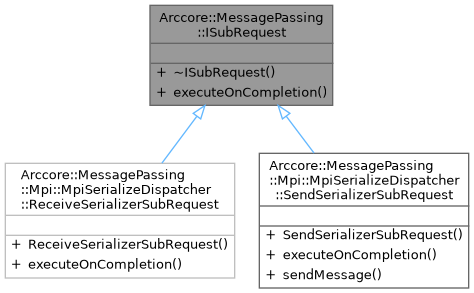 Arccore::MessagePassing
::ISubRequest
+ ~ISubRequest()
+ executeOnCompletion()
Arccore::MessagePassing
::Mpi::MpiSerializeDispatcher
::ReceiveSerializerSubRequest
+ ReceiveSerializerSubRequest()
+ executeOnCompletion()
Arccore::MessagePassing
::Mpi::MpiSerializeDispatcher
::SendSerializerSubRequest
+ SendSerializerSubRequest()
+ executeOnCompletion()
+ sendMessage()